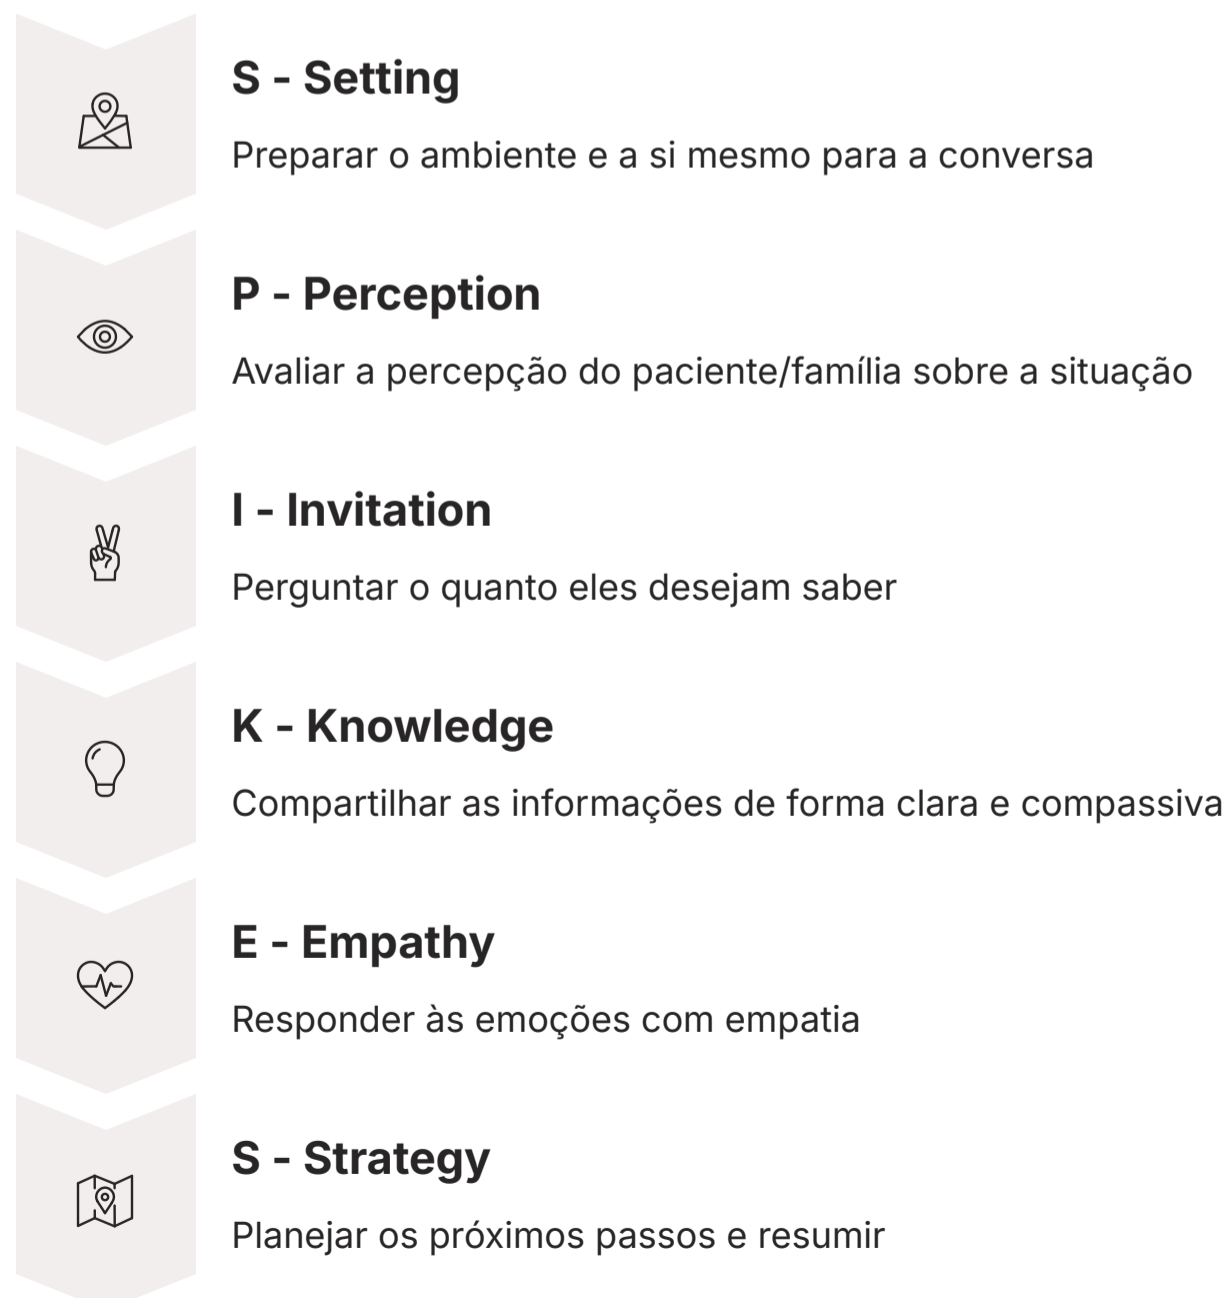 S - Setting
Preparar o ambiente e a si mesmo para a conversa
P - Perception
Avaliar a percepção do paciente/família sobre a situação
I - Invitation
Perguntar o quanto eles desejam saber
K - Knowledge
Compartilhar as informações de forma clara e compassiva
E - Empathy
Responder às emoções com empatia
S - Strategy
Planejar os próximos passos e resumir